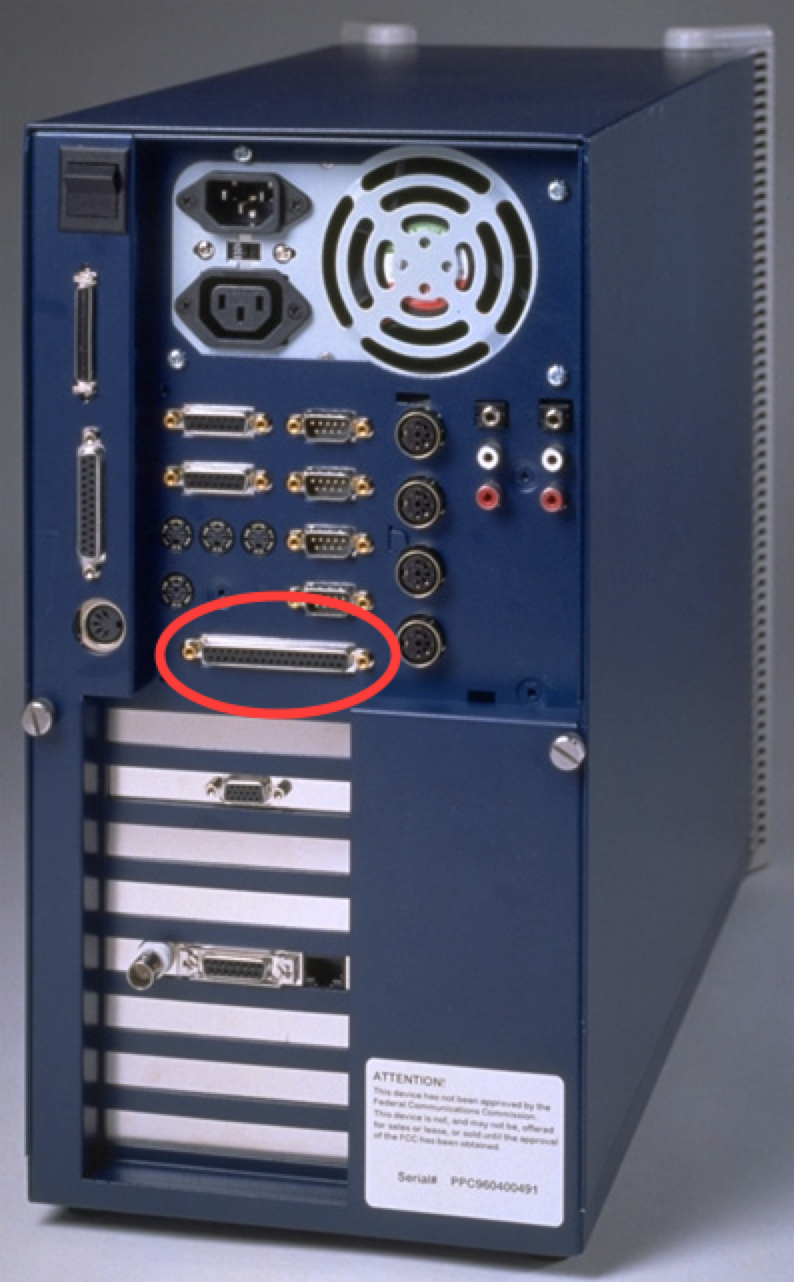 ATTENTION!
This device has not been approved by the
Federal Communications Commission.
This device is not, and may not be, offered
for sales or lease, or sold until the approval
of the FCC has been obtained.
Serial# PPC960400491